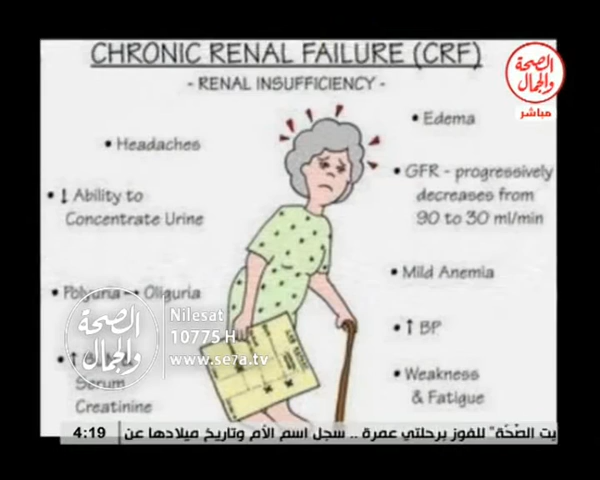 CHRONIC RENAL FAILURE (CRF)
- RENAL INSUFFICIENCY -
الصحة
والجمال
مباشر
• Headaches
• ↓ Ability to
Concentrate Urine
• Polyuria → Oliguria
• ↑
Serum
Creatinine
• Edema
• GFR - progressively
decreases from
90 to 30 ml/min
• Mild Anemia
• ↑ BP
• Weakness
& Fatigue
الصحة
والجمال
Nilesat
10775 H
www.se7a.tv
4:19
يت الصّحّة" للفوز برحلتي عمرة .. سجل اسم الأم وتاريخ ميلادها عن